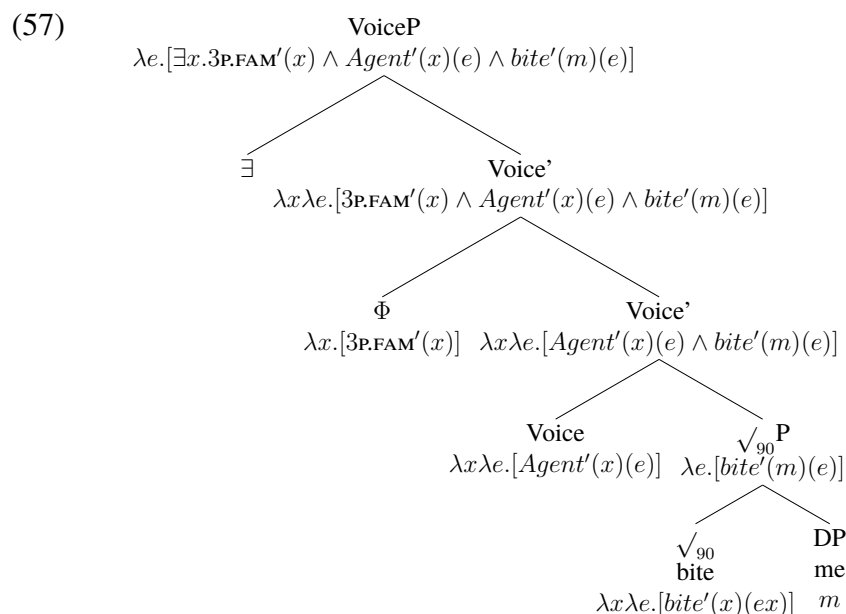 (57) VoiceP
λe.[∃x.3P.FAM′(x) ∧ Agent′(x)(e) ∧ bite′(m)(e)]
∃ Voice’
λxλe.[3P.FAM′(x) ∧ Agent′(x)(e) ∧ bite′(m)(e)]
Φ Voice’
λx.[3P.FAM′(x)] λxλe.[Agent′(x)(e) ∧ bite′(m)(e)]
Voice √90P
λxλe.[Agent′(x)(e)] λe.[bite′(m)(e)]
√90 DP
bite me
λxλe.[bite′(x)(ex)] m